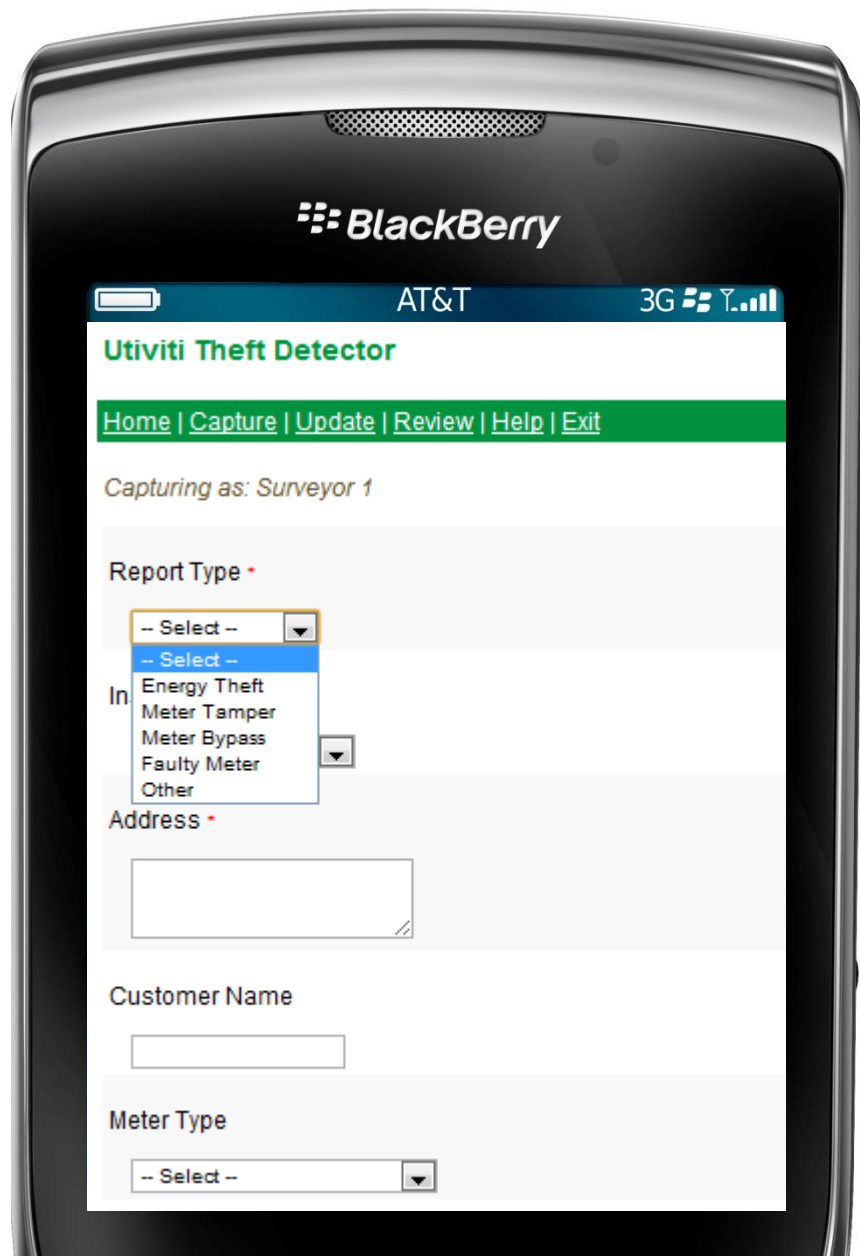 BlackBerry
AT&T 3G
Utiviti Theft Detector
Home | Capture | Update | Review | Help | Exit
Capturing as: Surveyor 1
Report Type *
-- Select --
-- Select --
Energy Theft
Meter Tamper
Meter Bypass
Faulty Meter
Other
Address *
Customer Name
Meter Type
-- Select --